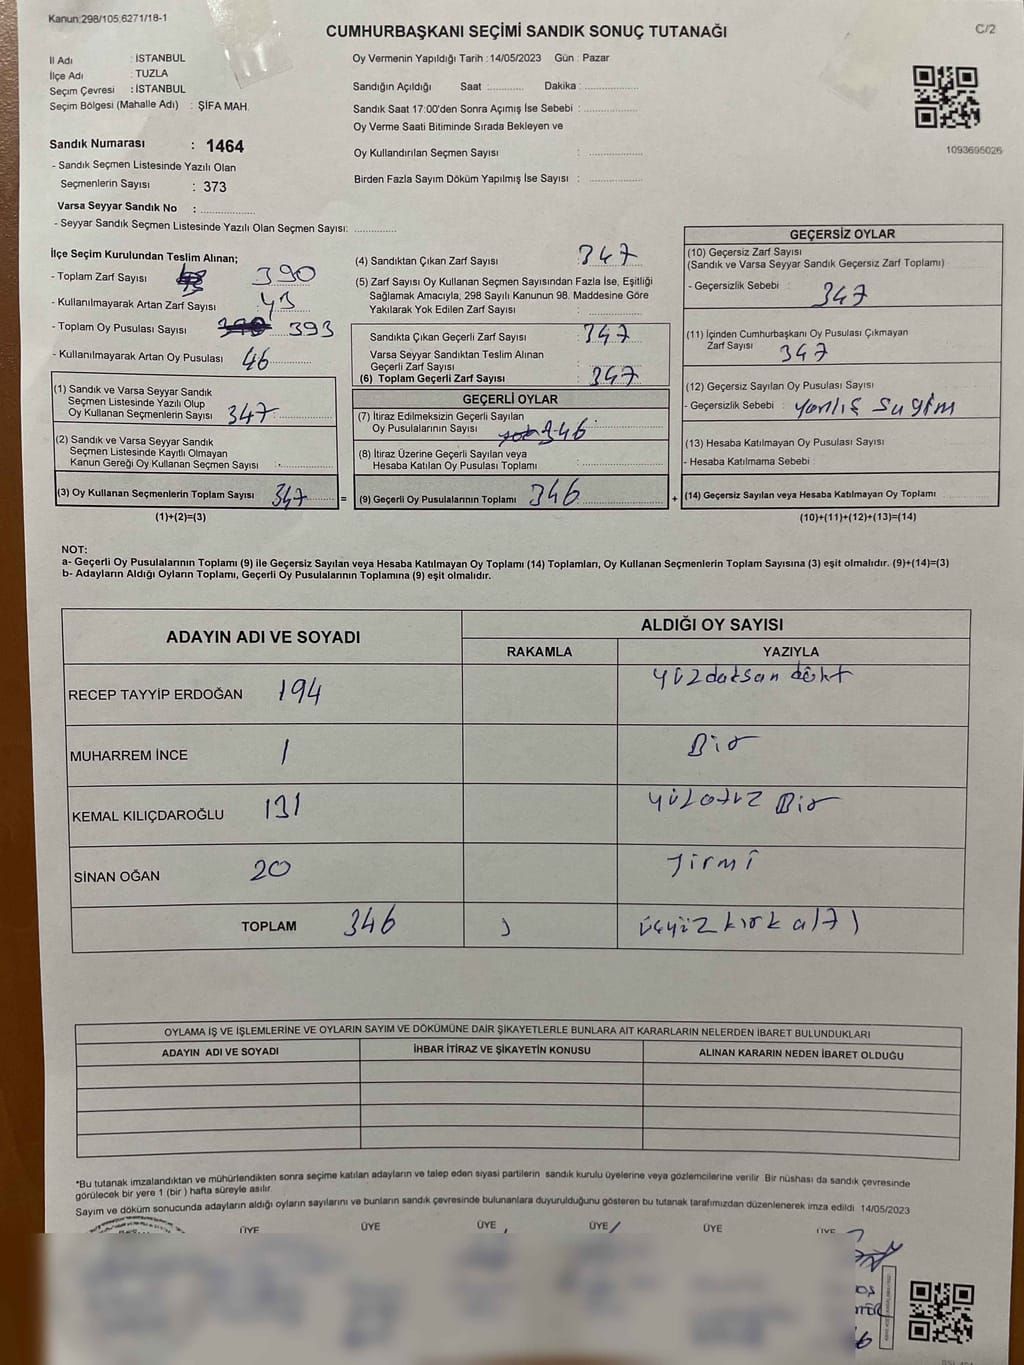 Kanun:298/105,6271/18-1
CUMHURBAŞKANI SEÇİMİ SANDIK SONUÇ TUTANAĞI
C/2
İl Adı : İSTANBUL
İlçe Adı : TUZLA
Seçim Çevresi : İSTANBUL
Seçim Bölgesi (Mahalle Adı) : ŞİFA MAH.
Oy Vermenin Yapıldığı Tarih : 14/05/2023 Gün : Pazar
Sandığın Açıldığı Saat ............ Dakika : ................
Sandık Saat 17:00'den Sonra Açımış İse Sebebi : ................
Oy Verme Saati Bitiminde Sırada Bekleyen ve
Oy Kullandırılan Seçmen Sayısı : ................
Birden Fazla Sayım Döküm Yapılmış İse Sayısı : ................
1093695026
Sandık Numarası : 1464
- Sandık Seçmen Listesinde Yazılı Olan
Seçmenlerin Sayısı : 373
Varsa Seyyar Sandık No : ................
- Seyyar Sandık Seçmen Listesinde Yazılı Olan Seçmen Sayısı: ............
İlçe Seçim Kurulundan Teslim Alınan;
- Toplam Zarf Sayısı 390
- Kullanılmayarak Artan Zarf Sayısı 43
- Toplam Oy Pusulası Sayısı 393
- Kullanılmayarak Artan Oy Pusulası 46
(1) Sandık ve Varsa Seyyar Sandık
Seçmen Listesinde Yazılı Olup
Oy Kullanan Seçmenlerin Sayısı 347
(2) Sandık ve Varsa Seyyar Sandık
Seçmen Listesinde Kayıtlı Olmayan
Kanun Gereği Oy Kullanan Seçmen Sayısı
(3) Oy Kullanan Seçmenlerin Toplam Sayısı 347 =
(1)+(2)=(3)
(4) Sandıktan Çıkan Zarf Sayısı : 347
(5) Zarf Sayısı Oy Kullanan Seçmen Sayısından Fazla İse, Eşitliği
Sağlamak Amacıyla, 298 Sayılı Kanunun 98. Maddesine Göre
Yakılarak Yok Edilen Zarf Sayısı :
Sandıkta Çıkan Geçerli Zarf Sayısı : 347
Varsa Seyyar Sandıktan Teslim Alınan
Geçerli Zarf Sayısı :
(6) Toplam Geçerli Zarf Sayısı : 347
GEÇERLİ OYLAR
(7) İtiraz Edilmeksizin Geçerli Sayılan
Oy Pusulalarının Sayısı 346
(8) İtiraz Üzerine Geçerli Sayılan veya
Hesaba Katılan Oy Pusulası Toplamı :
(9) Geçerli Oy Pusulalarının Toplamı 346 +
GEÇERSİZ OYLAR
(10) Geçersiz Zarf Sayısı
(Sandık ve Varsa Seyyar Sandık Geçersiz Zarf Toplamı)
- Geçersizlik Sebebi : 347
(11) İçinden Cumhurbaşkanı Oy Pusulası Çıkmayan
Zarf Sayısı 347
(12) Geçersiz Sayılan Oy Pusulası Sayısı
- Geçersizlik Sebebi : yanlış sayım
(13) Hesaba Katılmayan Oy Pusulası Sayısı
- Hesaba Katılmama Sebebi :
(14) Geçersiz Sayılan veya Hesaba Katılmayan Oy Toplamı
(10)+(11)+(12)+(13)=(14)
NOT:
a- Geçerli Oy Pusulalarının Toplamı (9) ile Geçersiz Sayılan veya Hesaba Katılmayan Oy Toplamı (14) Toplamları, Oy Kullanan Seçmenlerin Toplam Sayısına (3) eşit olmalıdır. (9)+(14)=(3)
b- Adayların Aldığı Oyların Toplamı, Geçerli Oy Pusulalarının Toplamına (9) eşit olmalıdır.
ADAYIN ADI VE SOYADI
ALDIĞI OY SAYISI
RAKAMLA YAZIYLA
RECEP TAYYİP ERDOĞAN 194 yüzdoksan dört
MUHARREM İNCE 1 Bir
KEMAL KILIÇDAROĞLU 131 yüzotuz Bir
SİNAN OĞAN 20 Jirmi
TOPLAM 346 üçyüz kırk altı
OYLAMA İŞ VE İŞLEMLERİNE VE OYLARIN SAYIM VE DÖKÜMÜNE DAİR ŞİKAYETLERLE BUNLARA AİT KARARLARIN NELERDEN İBARET BULUNDUKLARI
ADAYIN ADI VE SOYADI İHBAR İTİRAZ VE ŞİKAYETİN KONUSU ALINAN KARARIN NEDEN İBARET OLDUĞU
*Bu tutanak imzalandıktan ve mühürlendikten sonra seçime katılan adayların ve talep eden siyasi partilerin sandık kurulu üyelerine veya gözlemcilerine verilir Bir nüshası da sandık çevresinde
görülecek bir yere 1 (bir ) hafta süreyle asılır.
Sayım ve döküm sonucunda adayların aldığı oyların sayılarını ve bunların sandık çevresinde bulunanlara duyurulduğunu gösteren bu tutanak tarafımızdan düzenlenerek imza edildi 14/05/2023
ÜYE ÜYE ÜYE ÜYE ÜYE ÜYE